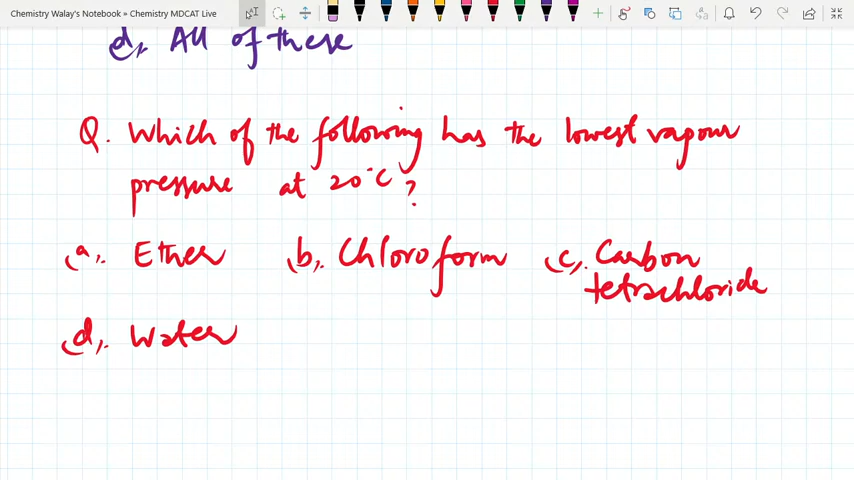 Chemistry Walay's Notebook » Chemistry MDCAT Live
d, All of these
Q. Which of the following has the lowest vapour
pressure at 20°C ?
(a,. Ether (b,. Chloroform (c,. Carbon
tetrachloride
(d,. Water